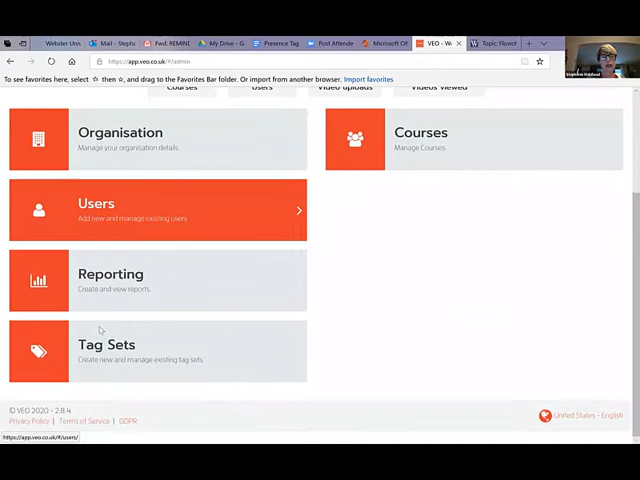 Webster Univ
Mail - Stepha
Fwd: REMINI
My Drive - G
Presence Tag
Post Attende
Microsoft Of
VEO - W
Topic: Flowch
https://app.veo.co.uk/#/admin
To see favorites here, select ☆ then ☆, and drag to the Favorites Bar folder. Or import from another browser. Import favorites
Courses
Users
Video uploads
Videos viewed
Organisation
Manage your organisation details.
Courses
Manage Courses.
Users
Add new and manage existing users
Reporting
Create and view reports.
Tag Sets
Create new and manage existing tag sets.
© VEO 2020 - 2.8.4
Privacy Policy | Terms of Service | GDPR
United States - English
https://app.veo.co.uk/#/users/